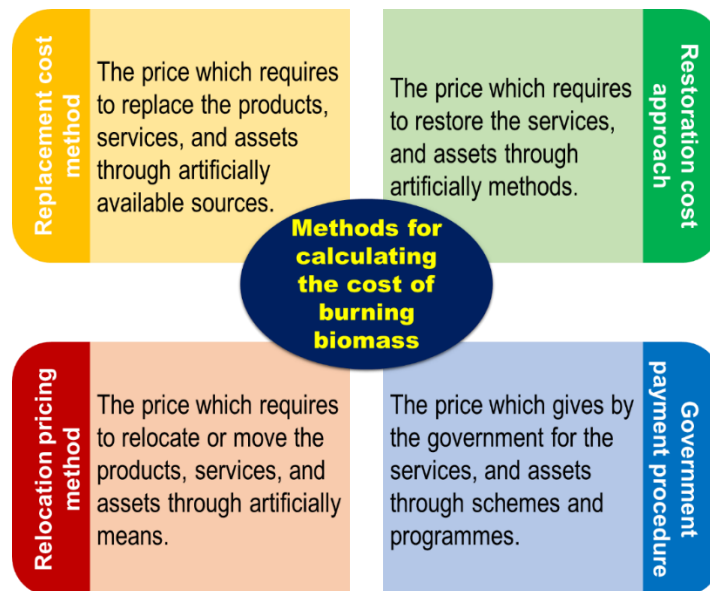 Replacement cost
method
The price which requires
to replace the products,
services, and assets
through artificially
available sources.
Restoration cost
approach
The price which requires
to restore the services,
and assets through
artificially methods.
Methods for
calculating
the cost of
burning
biomass
Relocation pricing
method
The price which requires
to relocate or move the
products, services, and
assets through artificially
means.
Government
payment procedure
The price which gives by
the government for the
services, and assets
through schemes and
programmes.